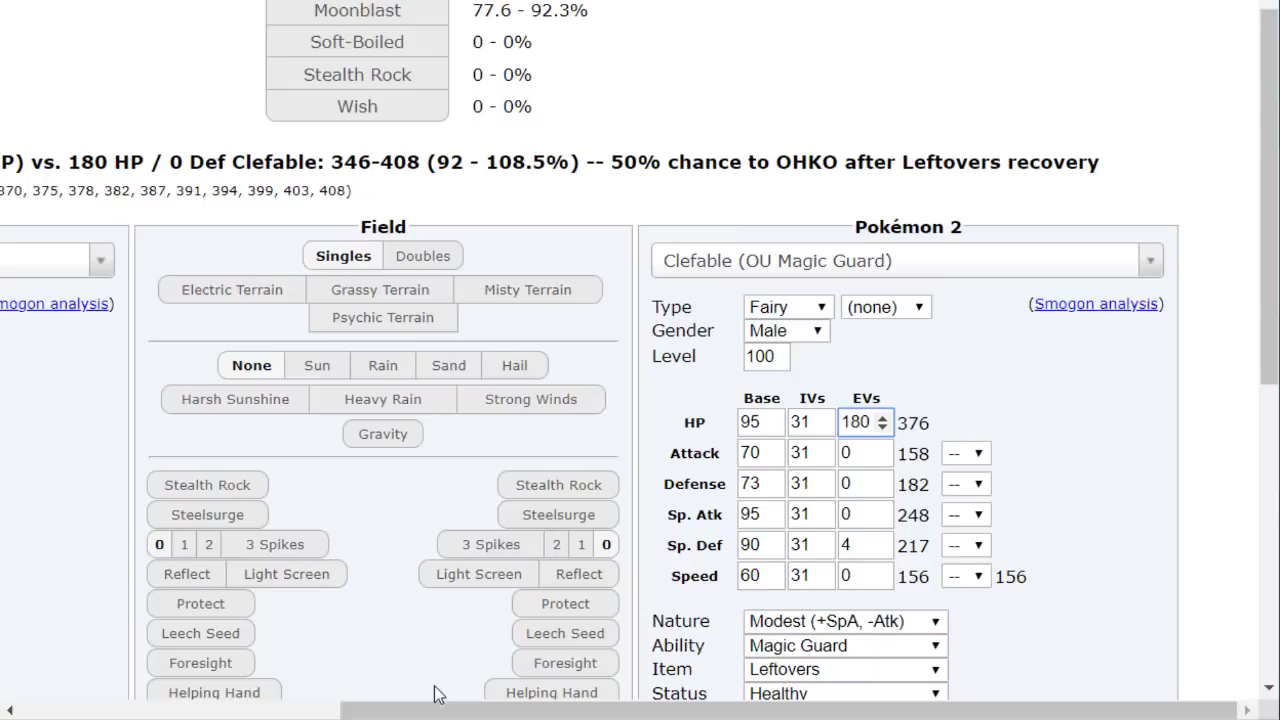 Moonblast 77.6 - 92.3%
Soft-Boiled 0 - 0%
Stealth Rock 0 - 0%
Wish 0 - 0%
P) vs. 180 HP / 0 Def Clefable: 346-408 (92 - 108.5%) -- 50% chance to OHKO after Leftovers recovery
370, 375, 378, 382, 387, 391, 394, 399, 403, 408)
Field
Singles Doubles
Electric Terrain Grassy Terrain Misty Terrain
Psychic Terrain
None Sun Rain Sand Hail
Harsh Sunshine Heavy Rain Strong Winds
Gravity
Stealth Rock Stealth Rock
Steelsurge Steelsurge
0 1 2 3 Spikes 3 Spikes 2 1 0
Reflect Light Screen Light Screen Reflect
Protect Protect
Leech Seed Leech Seed
Foresight Foresight
Helping Hand Helping Hand
mogon analysis)
Pokémon 2
Clefable (OU Magic Guard)
Type Fairy (none) (Smogon analysis)
Gender Male
Level 100
Base IVs EVs
HP 95 31 180 376
Attack 70 31 0 158 --
Defense 73 31 0 182 --
Sp. Atk 95 31 0 248 --
Sp. Def 90 31 4 217 --
Speed 60 31 0 156 -- 156
Nature Modest (+SpA, -Atk)
Ability Magic Guard
Item Leftovers
Status Healthy